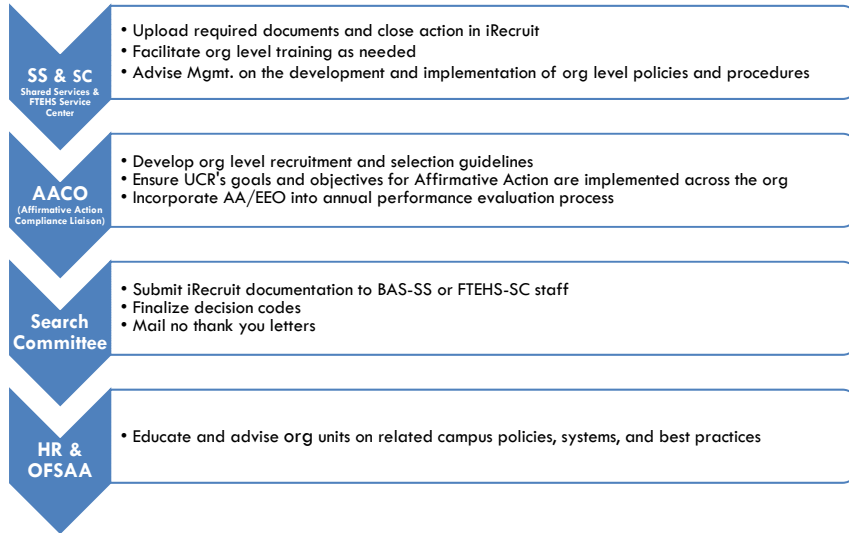 SS & SC
Shared Services &
FTEHS Service
Center
• Upload required documents and close action in iRecruit
• Facilitate org level training as needed
• Advise Mgmt. on the development and implementation of org level policies and procedures
AACO
(Affirmative Action
Compliance Liaison)
• Develop org level recruitment and selection guidelines
• Ensure UCR's goals and objectives for Affirmative Action are implemented across the org
• Incorporate AA/EEO into annual performance evaluation process
Search
Committee
• Submit iRecruit documentation to BAS-SS or FTEHS-SC staff
• Finalize decision codes
• Mail no thank you letters
HR &
OFSAA
• Educate and advise org units on related campus policies, systems, and best practices